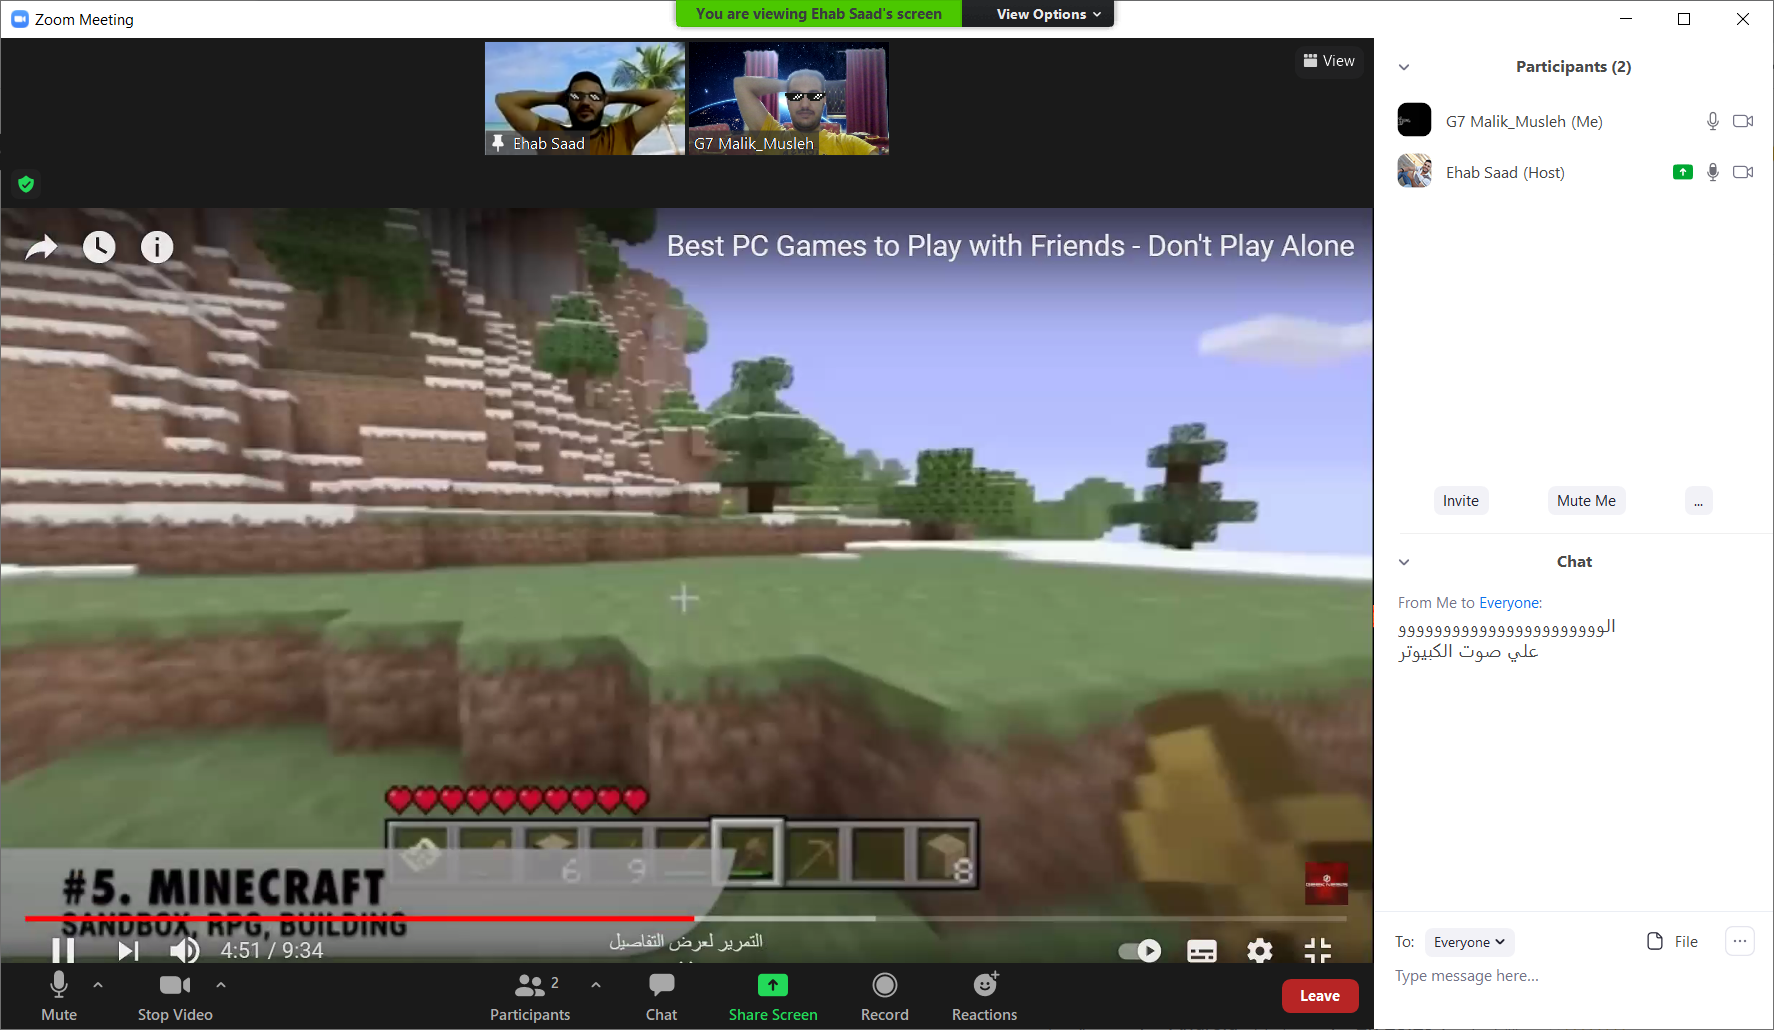 Zoom Meeting
You are viewing Ehab Saad's screen
View Options
View
Ehab Saad
G7 Malik_Musleh
Best PC Games to Play with Friends - Don't Play Alone
#5. MINECRAFT
SANDBOX, RPG, BUILDING
6
9
8
4:51 / 9:34
التمرير لعرض التفاصيل
Mute
Stop Video
Participants
2
Chat
Share Screen
Record
Reactions
Leave
Participants (2)
G7 Malik_Musleh (Me)
Ehab Saad (Host)
Invite
Mute Me
...
Chat
From Me to Everyone:
الوووووووووووووووووووووووو
علي صوت الكبيوتر
To: Everyone
File
Type message here...